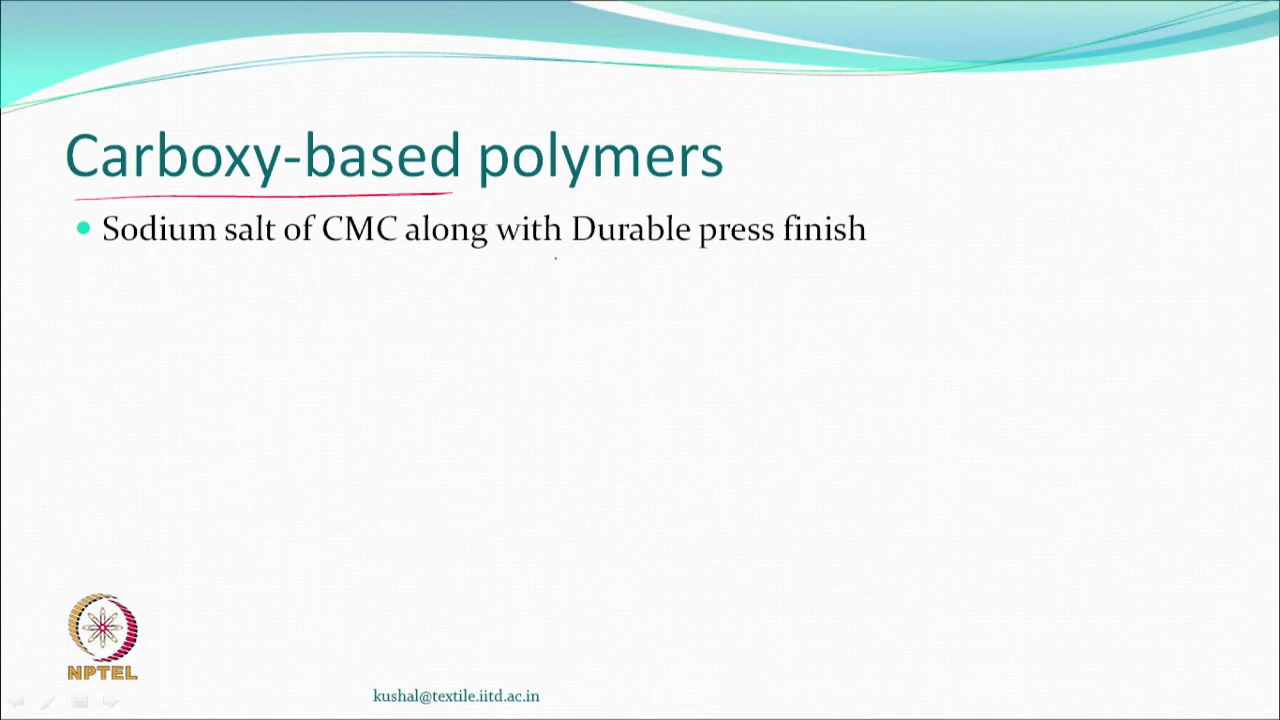 Carboxy-based polymers
Sodium salt of CMC along with Durable press finish
NPTEL
kushal@textile.iitd.ac.in